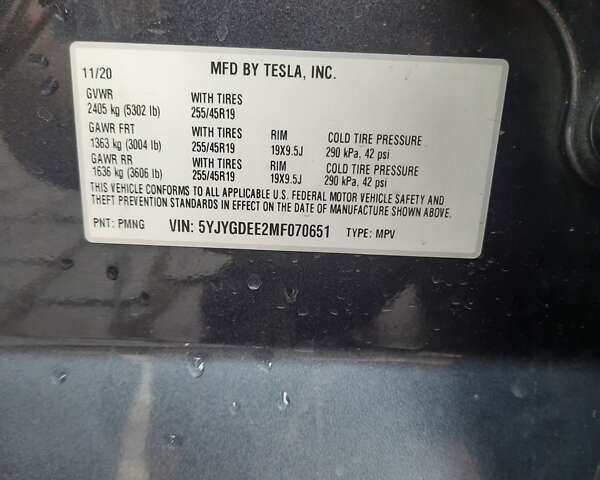 11/20 MFD BY TESLA, INC.
GVWR
2405 kg (5302 lb) WITH TIRES 255/45R19
GAWR FRT
1363 kg (3004 lb) WITH TIRES 255/45R19 RIM 19X9.5J COLD TIRE PRESSURE 290 kPa, 42 psi
GAWR RR
1636 kg (3606 lb) WITH TIRES 255/45R19 RIM 19X9.5J COLD TIRE PRESSURE 290 kPa, 42 psi
THIS VEHICLE CONFORMS TO ALL APPLICABLE U.S. FEDERAL MOTOR VEHICLE SAFETY AND
THEFT PREVENTION STANDARDS IN EFFECT ON THE DATE OF MANUFACTURE SHOWN ABOVE.
PNT: PMNG VIN: 5YJYGDEE2MF070651 TYPE: MPV